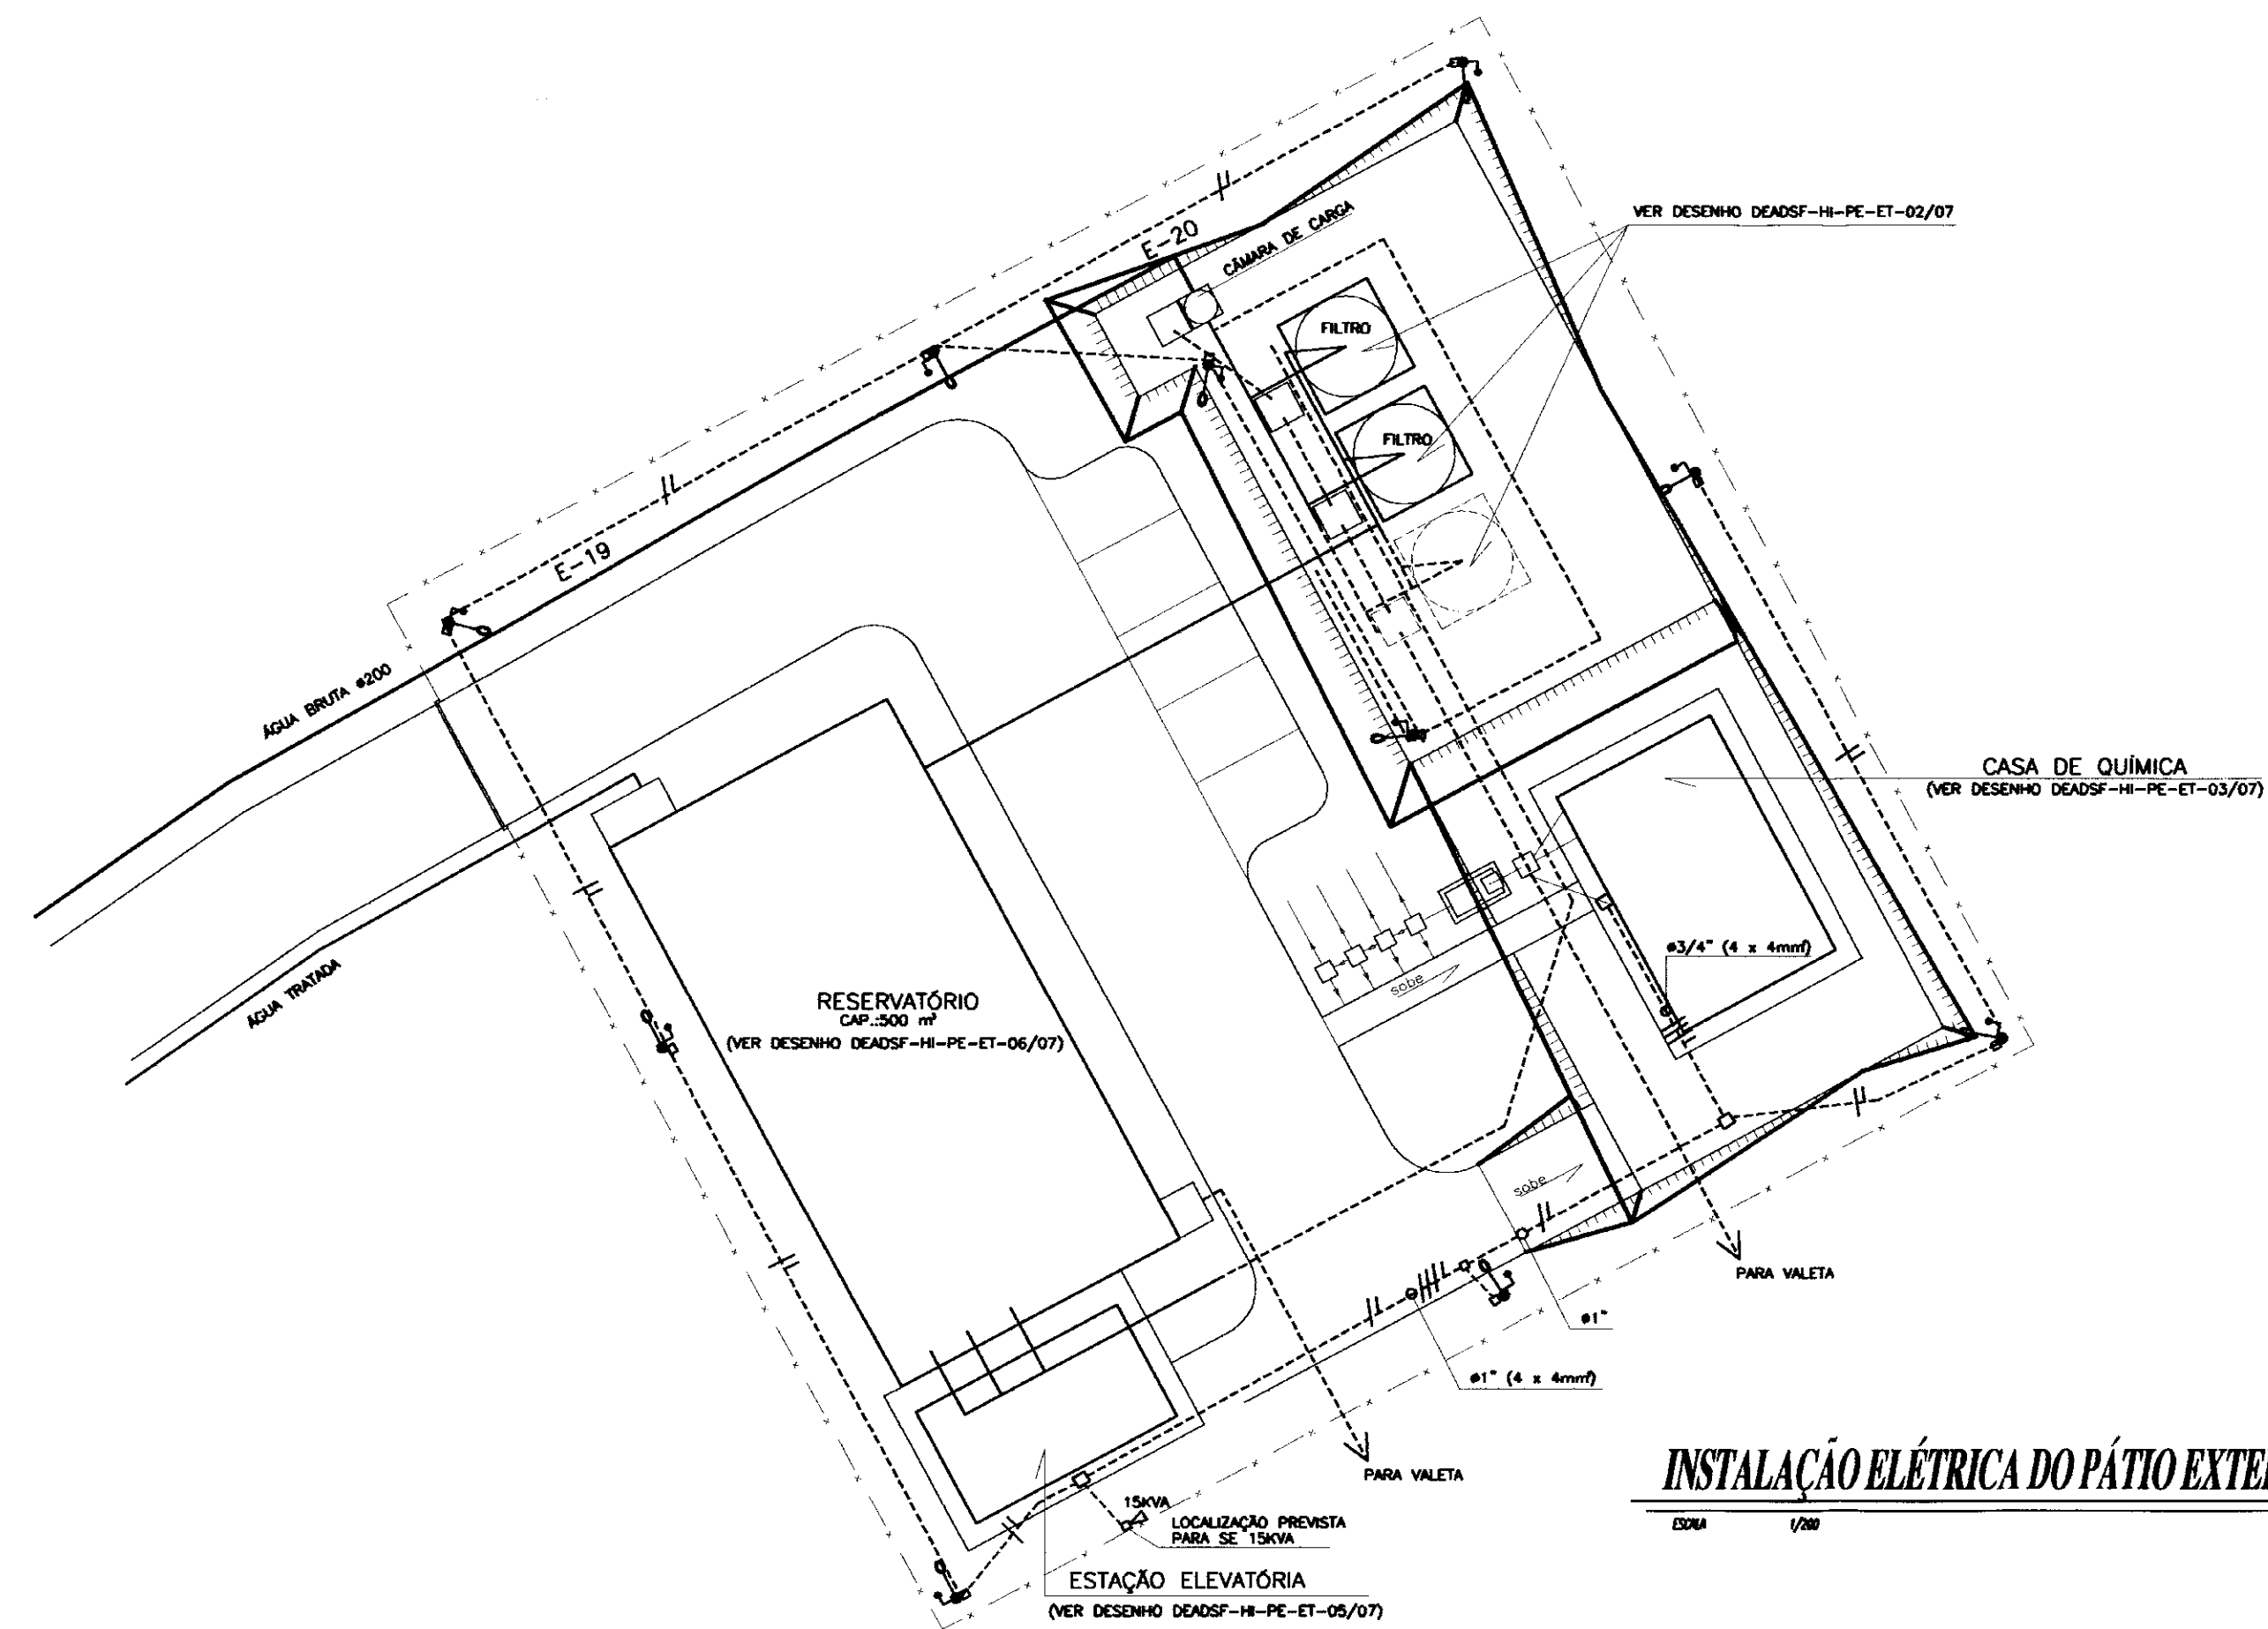 VER DESENHO DEADSF-HI-PE-ET-02/07
E-20
CÂMARA DE CARGA
FILTRO
FILTRO
E-19
ÁGUA BRUTA ø200
CASA DE QUÍMICA
(VER DESENHO DEADSF-HI-PE-ET-03/07)
ø3/4" (4 x 4mm²)
ÁGUA TRATADA
sobe
RESERVATÓRIO
CAP.:500 m³
(VER DESENHO DEADSF-HI-PE-ET-06/07)
sobe
PARA VALETA
ø1"
ø1" (4 x 4mm²)
PARA VALETA
15KVA
LOCALIZAÇÃO PREVISTA
PARA SE 15KVA
ESTAÇÃO ELEVATÓRIA
(VER DESENHO DEADSF-HI-PE-ET-05/07)
INSTALAÇÃO ELÉTRICA DO PÁTIO EXTE
ESCALA 1/200